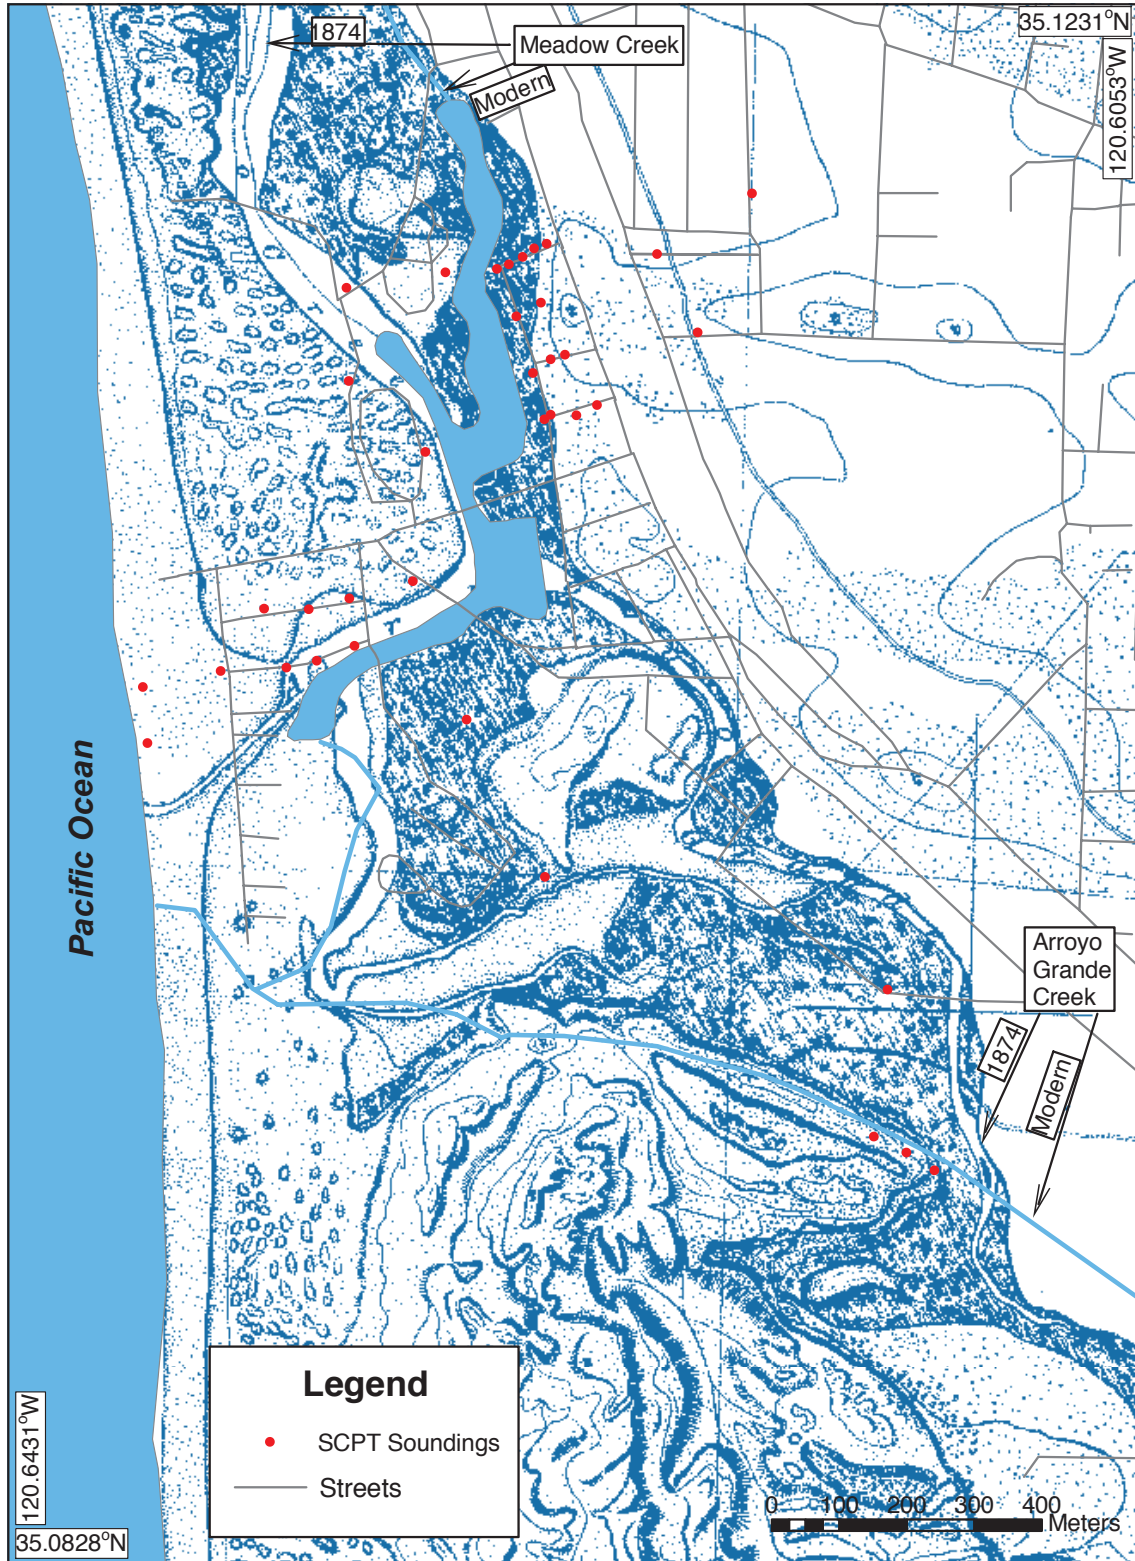 1874
Meadow Creek
Modern
35.1231°N
120.6053°W
Pacific Ocean
Arroyo
Grande
Creek
1874
Modern
Legend
SCPT Soundings
Streets
120.6431°W
35.0828°N
0 100 200 300 400
Meters